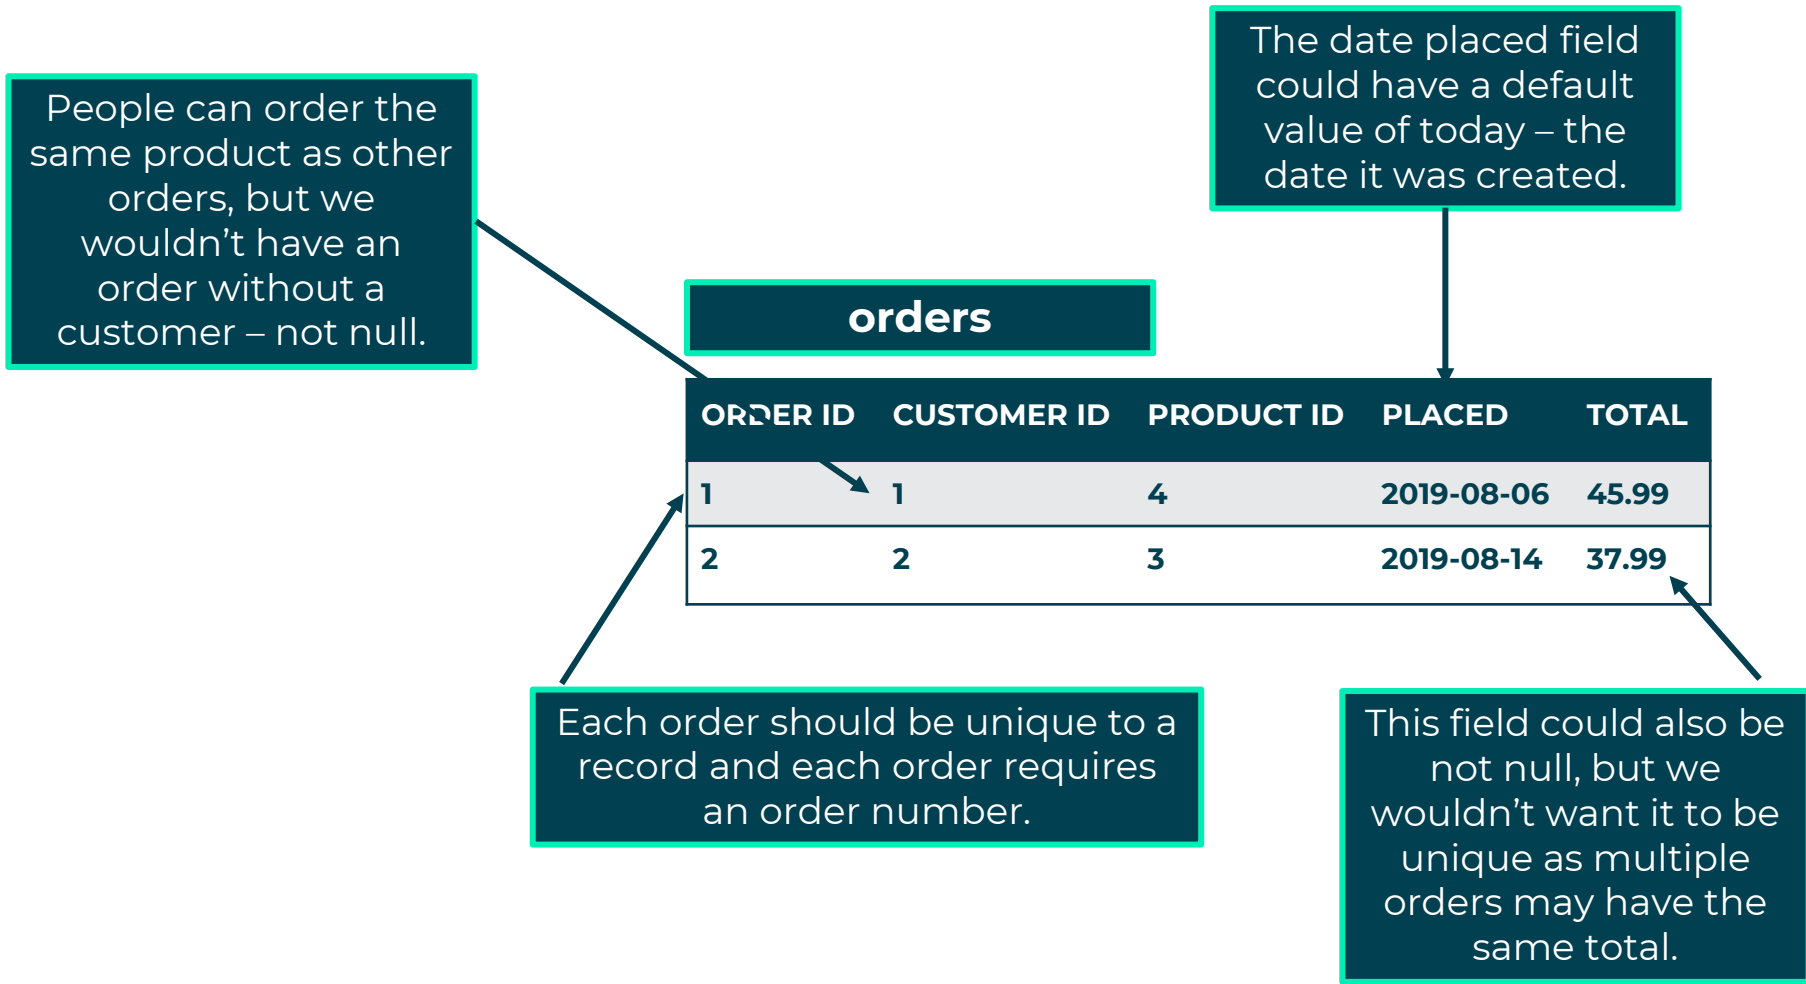 The date placed field
could have a default
value of today – the
date it was created.
People can order the
same product as other
orders, but we
wouldn’t have an
order without a
customer – not null.
orders
ORDER ID CUSTOMER ID PRODUCT ID PLACED TOTAL
1 1 4 2019-08-06 45.99
2 2 3 2019-08-14 37.99
Each order should be unique to a
record and each order requires
an order number.
This field could also be
not null, but we
wouldn’t want it to be
unique as multiple
orders may have the
same total.